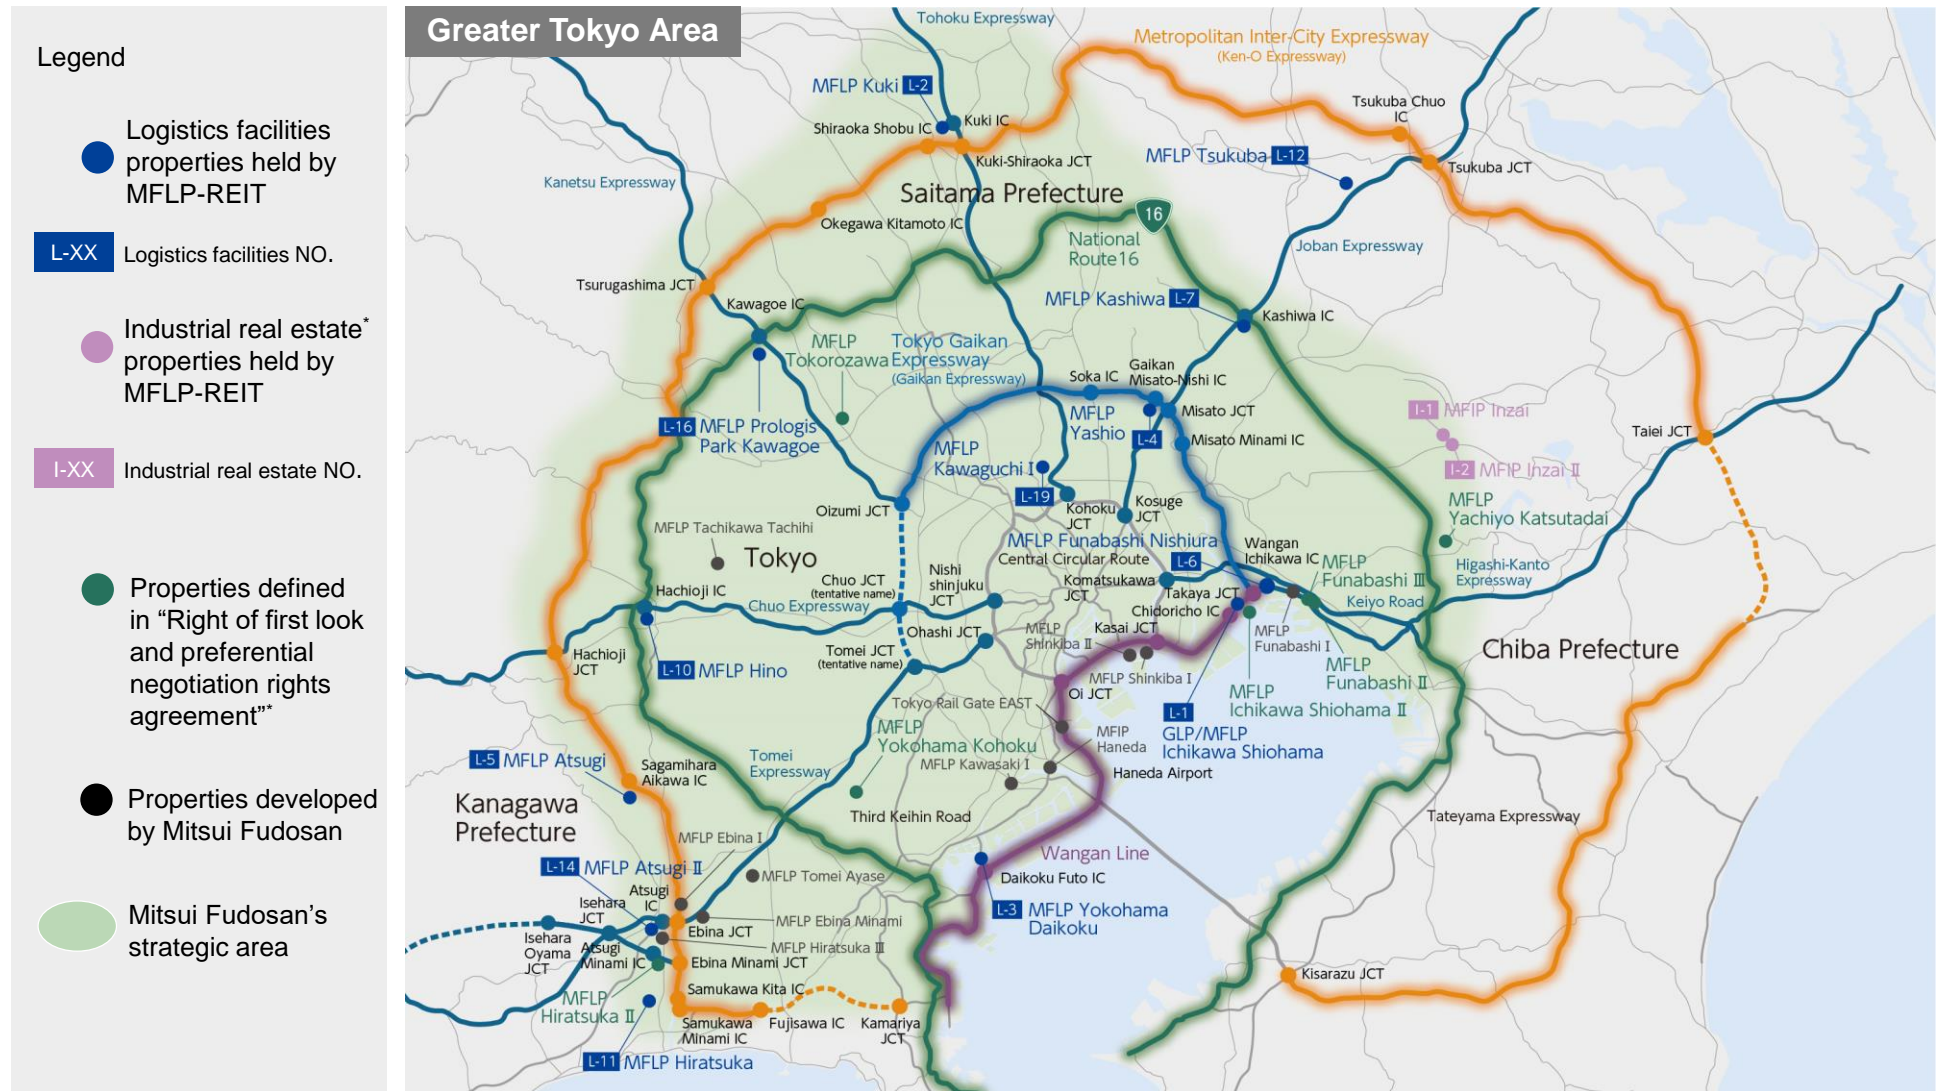 Legend
Logistics facilities
properties held by
MFLP-REIT
L-XX Logistics facilities NO.
Industrial real estate*
properties held by
MFLP-REIT
I-XX Industrial real estate NO.
Properties defined
in “Right of first look
and preferential
negotiation rights
agreement”*
Properties developed
by Mitsui Fudosan
Mitsui Fudosan’s
strategic area
Greater Tokyo Area
Tohoku Expressway
Metropolitan Inter-City Expressway
(Ken-O Expressway)
MFLP Kuki L-2
Tsukuba Chuo
IC
Shiraoka Shobu IC
Kuki IC
Kuki-Shiraoka JCT
MFLP Tsukuba L-12
Tsukuba JCT
Kanetsu Expressway
Saitama Prefecture
16
Okegawa Kitamoto IC
National
Route16
Joban Expressway
Tsurugashima JCT
Kawagoe IC
MFLP Kashiwa L-7
Kashiwa IC
MFLP
Tokorozawa
Tokyo Gaikan
Expressway
(Gaikan Expressway)
Soka IC
Gaikan
Misato-Nishi IC
L-16 MFLP Prologis
Park Kawagoe
MFLP
Yashio
L-4
Misato JCT
Misato Minami IC
I-1 MFIP Inzai
I-2 MFIP Inzai II
Taiei JCT
MFLP
Kawaguchi I
L-19
Oizumi JCT
Kohoku
JCT
Kosuge
JCT
MFLP
Yachiyo Katsutadai
MFLP Tachikawa Tachihi
Tokyo
MFLP Funabashi Nishiura
L-6
Central Circular Route
Wangan
Ichikawa IC
MFLP
Funabashi III
Higashi-Kanto
Expressway
Hachioji IC
Chuo JCT
(tentative name)
Chuo Expressway
Nishi
shinjuku
JCT
Komatsukawa
JCT
Takaya JCT
Chidoricho IC
Keiyo Road
Ohashi JCT
MFLP
Shinkiba II
Kasai JCT
MFLP
Funabashi I
Hachioji
JCT
Tomei JCT
(tentative name)
Chiba Prefecture
L-10 MFLP Hino
MFLP Shinkiba I
MFLP
Funabashi II
Oi JCT
MFLP
Ichikawa Shiohama II
Tokyo Rail Gate EAST
L-1
GLP/MFLP
Ichikawa Shiohama
MFLP
Yokohama Kohoku
MFIP
Haneda
L-5 MFLP Atsugi
Sagamihara
Aikawa IC
Tomei
Expressway
MFLP Kawasaki I
Haneda Airport
Kanagawa
Prefecture
Third Keihin Road
Tateyama Expressway
MFLP Ebina I
Wangan Line
L-14 MFLP Atsugi II
MFLP Tomei Ayase
Daikoku Futo IC
Atsugi
IC
Isehara
JCT
L-3 MFLP Yokohama
Daikoku
MFLP Ebina Minami
Ebina JCT
MFLP Hiratsuka III
Isehara
Oyama
JCT
Atsugi
Minami IC
Ebina Minami JCT
Kisarazu JCT
Samukawa Kita IC
MFLP
Hiratsuka II
Samukawa
Minami IC
Fujisawa IC
Kamariya
JCT
L-11 MFLP Hiratsuka